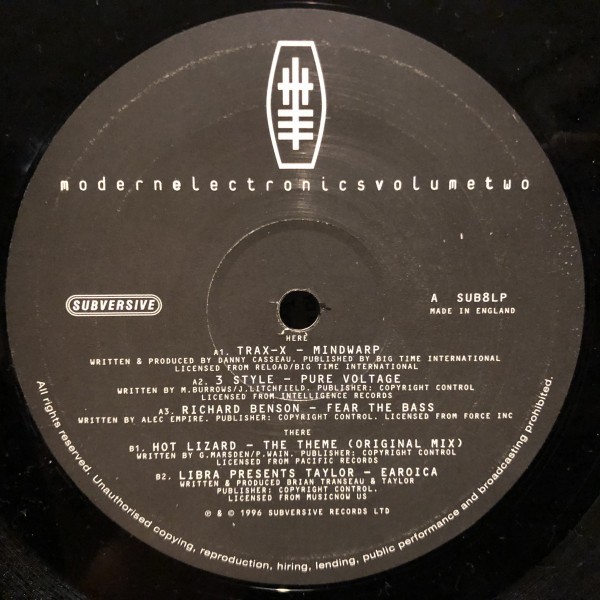 modernelectronicsvolumetwo
SUBVERSIVE
A SUB8LP
MADE IN ENGLAND
HERE
A1. TRAX-X - MINDWARP
WRITTEN & PRODUCED BY DANNY CASSEAU. PUBLISHED BY BIG TIME INTERNATIONAL
LICENSED FROM RELOAD/BIG TIME INTERNATIONAL
A2. 3 STYLE - PURE VOLTAGE
WRITTEN BY M.BURROWS/J.LITCHFIELD. PUBLISHER: COPYRIGHT CONTROL
LICENSED FROM INTELLIGENCE RECORDS
A3. RICHARD BENSON - FEAR THE BASS
WRITTEN BY ALEC EMPIRE. PUBLISHER: COPYRIGHT CONTROL. LICENSED FROM FORCE INC
THERE
B1. HOT LIZARD - THE THEME (ORIGINAL MIX)
WRITTEN BY G.MARSDEN/P.WAIN. PUBLISHER: COPYRIGHT CONTROL
LICENSED FROM PACIFIC RECORDS
B2. LIBRA PRESENTS TAYLOR - EAROICA
WRITTEN & PRODUCED BRIAN TRANSEAU & TAYLOR
PUBLISHER: COPYRIGHT CONTROL.
LICENSED FROM MUSICNOW US
℗ & © 1996 SUBVERSIVE RECORDS LTD
All rights reserved. Unauthorised copying, reproduction, hiring, lending, public performance and broadcasting prohibited.